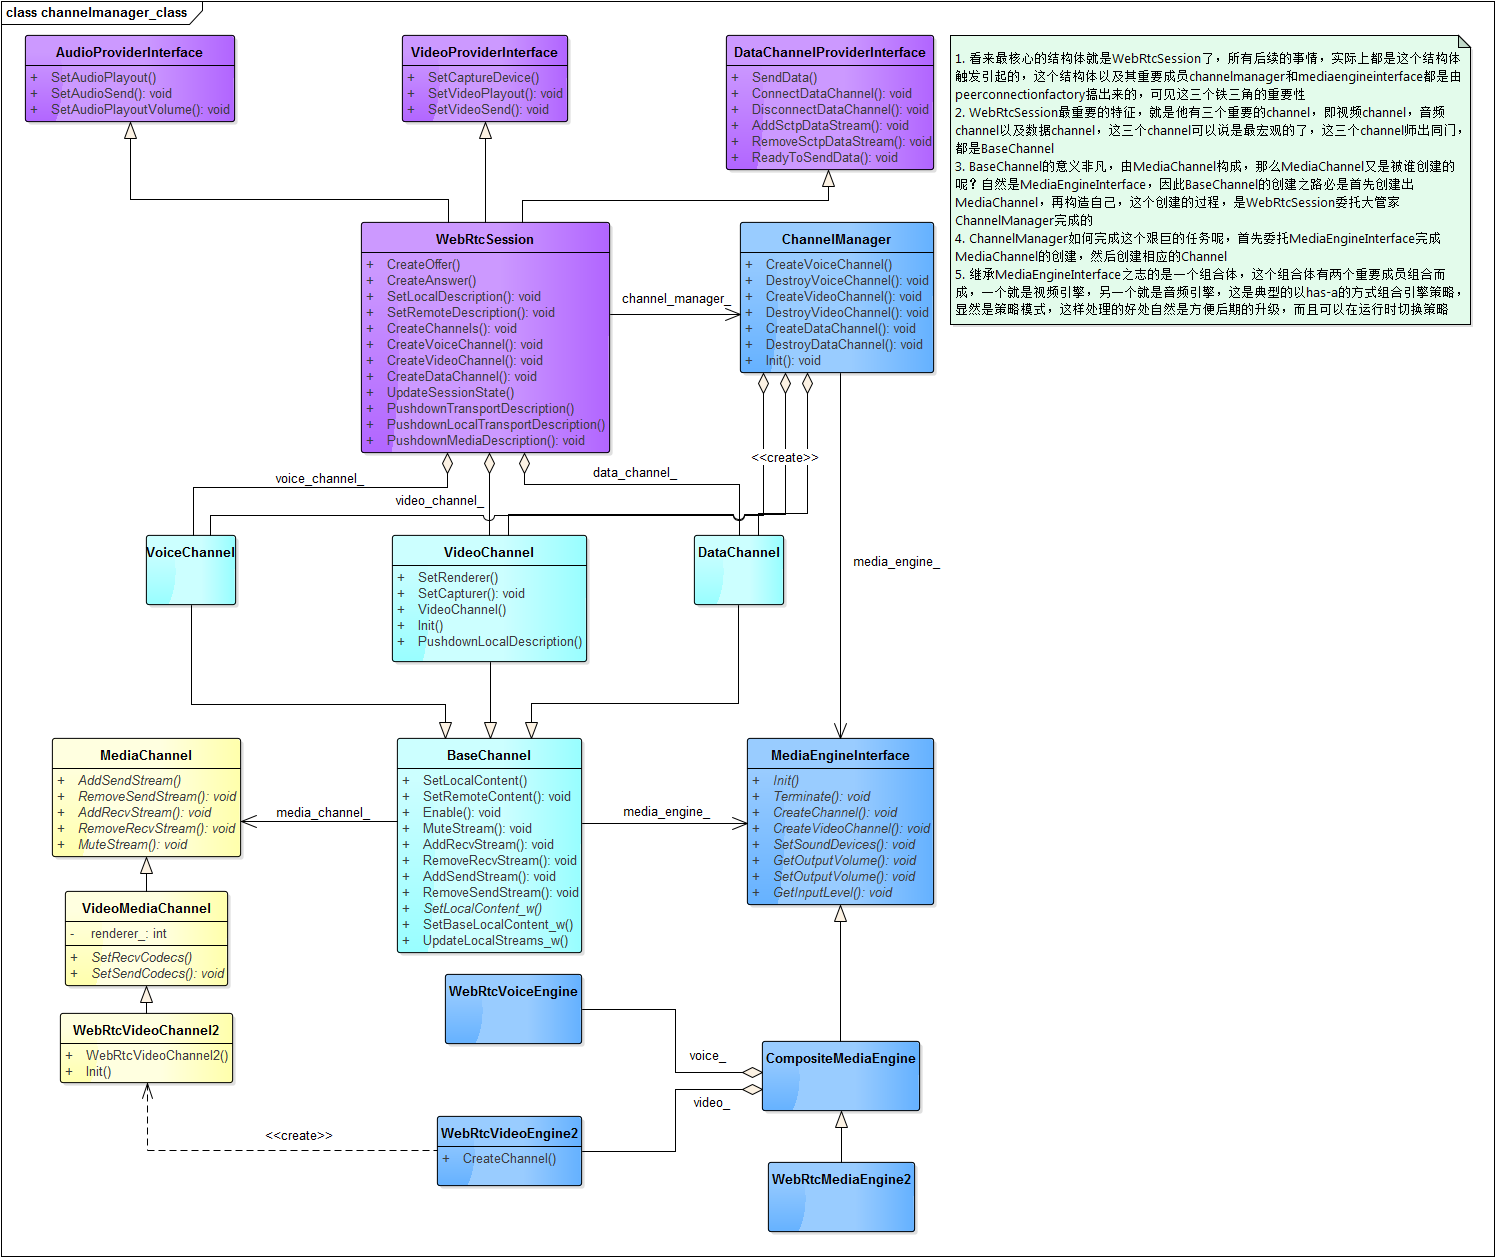 class channelmanager_class
AudioProviderInterface
+ SetAudioPlayout()
+ SetAudioSend(): void
+ SetAudioPlayoutVolume(): void
VideoProviderInterface
+ SetCaptureDevice()
+ SetVideoPlayout(): void
+ SetVideoSend(): void
DataChannelProviderInterface
+ SendData()
+ ConnectDataChannel(): void
+ DisconnectDataChannel(): void
+ AddSctpDataStream(): void
+ RemoveSctpDataStream(): void
+ ReadyToSendData(): void
1. 看来最核心的结构体就是WebRtcSession了，所有后续的事情，实际上都是这个结构体
触发引起的，这个结构体以及其重要成员channelmanager和mediaengineinterface都是由
peerconnectionfactory搞出来的，可见这三个铁三角的重要性
2. WebRtcSession最重要的特征，就是他有三个重要的channel，即视频channel，音频
channel以及数据channel，这三个channel可以说是最宏观的了，这三个channel师出同门，
都是BaseChannel
3. BaseChannel的意义非凡，由MediaChannel构成，那么MediaChannel又是被谁创建的
呢？自然是MediaEngineInterface，因此BaseChannel的创建之路必是首先创建出
MediaChannel，再构造自己，这个创建的过程，是WebRtcSession委托大管家
ChannelManager完成的
4. ChannelManager如何完成这个艰巨的任务呢，首先委托MediaEngineInterface完成
MediaChannel的创建，然后创建相应的Channel
5. 继承MediaEngineInterface之志的是一个组合体，这个组合体有两个重要成员组合而
成，一个就是视频引擎，另一个就是音频引擎，这是典型的以has-a的方式组合引擎策略，
显然是策略模式，这样处理的好处自然是方便后期的升级，而且可以在运行时切换策略
WebRtcSession
+ CreateOffer()
+ CreateAnswer()
+ SetLocalDescription(): void
+ SetRemoteDescription(): void
+ CreateChannels(): void
+ CreateVoiceChannel(): void
+ CreateVideoChannel(): void
+ CreateDataChannel(): void
+ UpdateSessionState()
+ PushdownTransportDescription()
+ PushdownLocalTransportDescription()
+ PushdownMediaDescription(): void
channel_manager_
ChannelManager
+ CreateVoiceChannel()
+ DestroyVoiceChannel(): void
+ CreateVideoChannel(): void
+ DestroyVideoChannel(): void
+ CreateDataChannel(): void
+ DestroyDataChannel(): void
+ Init(): void
<<create>>
voice_channel_
video_channel_
data_channel_
VoiceChannel
VideoChannel
+ SetRenderer()
+ SetCapturer(): void
+ VideoChannel()
+ Init()
+ PushdownLocalDescription()
DataChannel
media_engine_
MediaChannel
+ AddSendStream()
+ RemoveSendStream(): void
+ AddRecvStream(): void
+ RemoveRecvStream(): void
+ MuteStream(): void
media_channel_
BaseChannel
+ SetLocalContent()
+ SetRemoteContent(): void
+ Enable(): void
+ MuteStream(): void
+ AddRecvStream(): void
+ RemoveRecvStream(): void
+ AddSendStream(): void
+ RemoveSendStream(): void
+ SetLocalContent_w()
+ SetBaseLocalContent_w()
+ UpdateLocalStreams_w()
media_engine_
MediaEngineInterface
+ Init()
+ Terminate(): void
+ CreateChannel(): void
+ CreateVideoChannel(): void
+ SetSoundDevices(): void
+ GetOutputVolume(): void
+ SetOutputVolume(): void
+ GetInputLevel(): void
VideoMediaChannel
- renderer_: int
+ SetRecvCodecs()
+ SetSendCodecs(): void
WebRtcVideoChannel2
+ WebRtcVideoChannel2()
+ Init()
WebRtcVoiceEngine
voice_
video_
CompositeMediaEngine
<<create>>
WebRtcVideoEngine2
+ CreateChannel()
WebRtcMediaEngine2